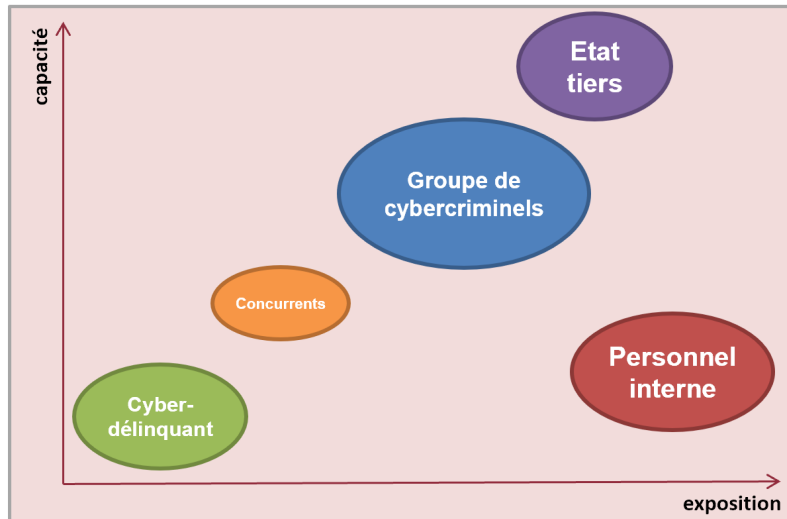 capacité
Etat
tiers
Groupe de
cybercriminels
Concurrents
Personnel
interne
Cyber-
délinquant
exposition